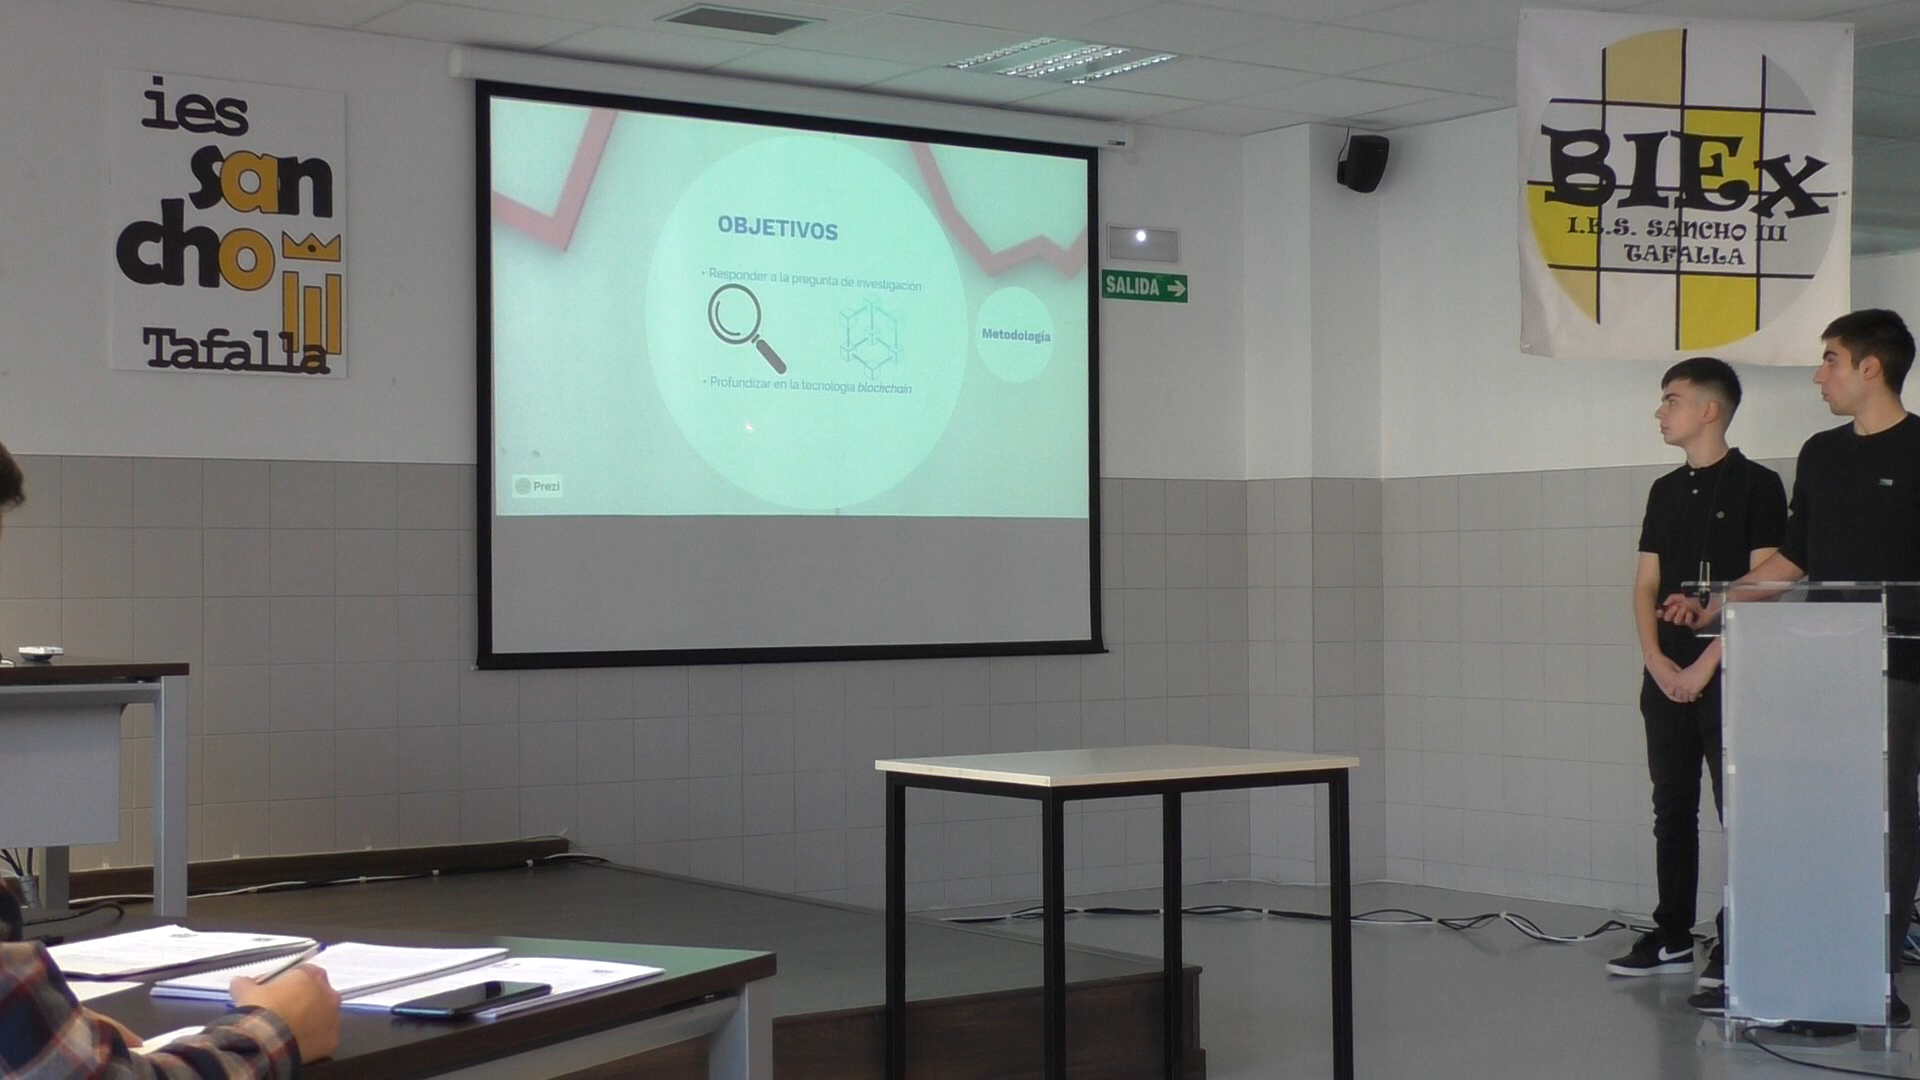 ies
san
cho III
Tafalla
OBJETIVOS
• Responder a la pregunta de investigación
• Profundizar en la tecnología blockchain
Metodología
Prezi
SALIDA
BIEx
I.E.S. SANCHO III
TAFALLA